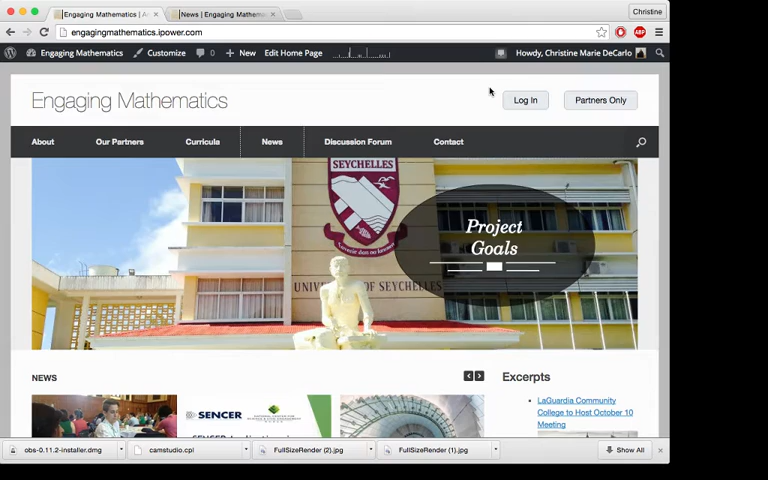 Engaging Mathematics | A
News | Engaging Mathema
Christine
engagingmathematics.ipower.com
Engaging Mathematics Customize 0 New Edit Home Page Howdy, Christine Marie DeCarlo
Engaging Mathematics
Log In
Partners Only
About Our Partners Curricula News Discussion Forum Contact
SEYCHELLES
Project
Goals
UNIVERSITY OF SEYCHELLES
NEWS
Excerpts
LaGuardia Community
College to Host October 10
Meeting
SENCER
obs-0.11.2-installer.dmg camstudio.cpl FullSizeRender (2).jpg FullSizeRender (1).jpg Show All